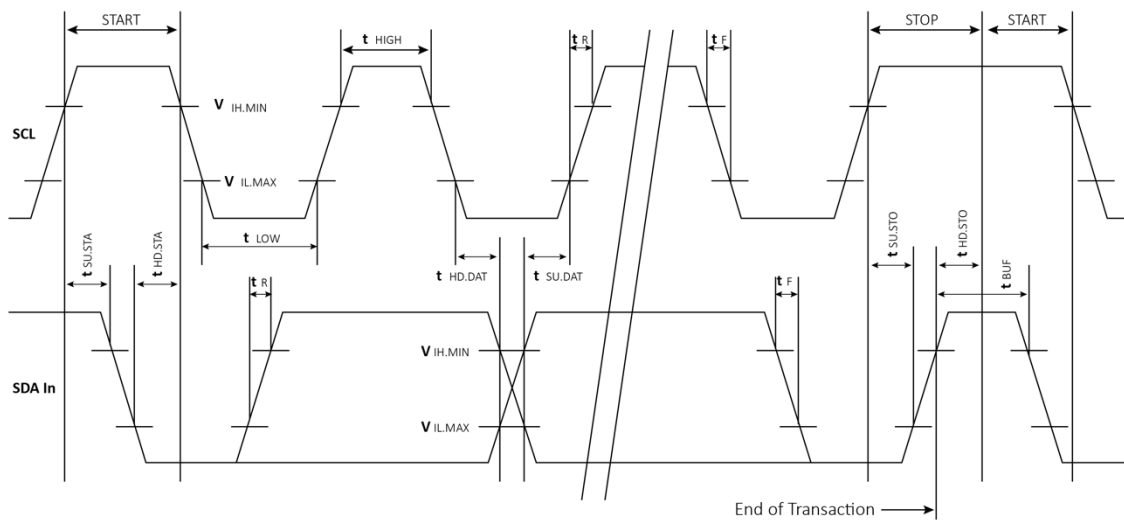 START
STOP
START
t HIGH
t R
t F
V IH.MIN
SCL
V IL.MAX
t SU.STA
t HD.STA
t LOW
t HD.DAT
t SU.DAT
t SU.STO
t HD.STO
t R
t F
t BUF
V IH.MIN
SDA In
V IL.MAX
End of Transaction